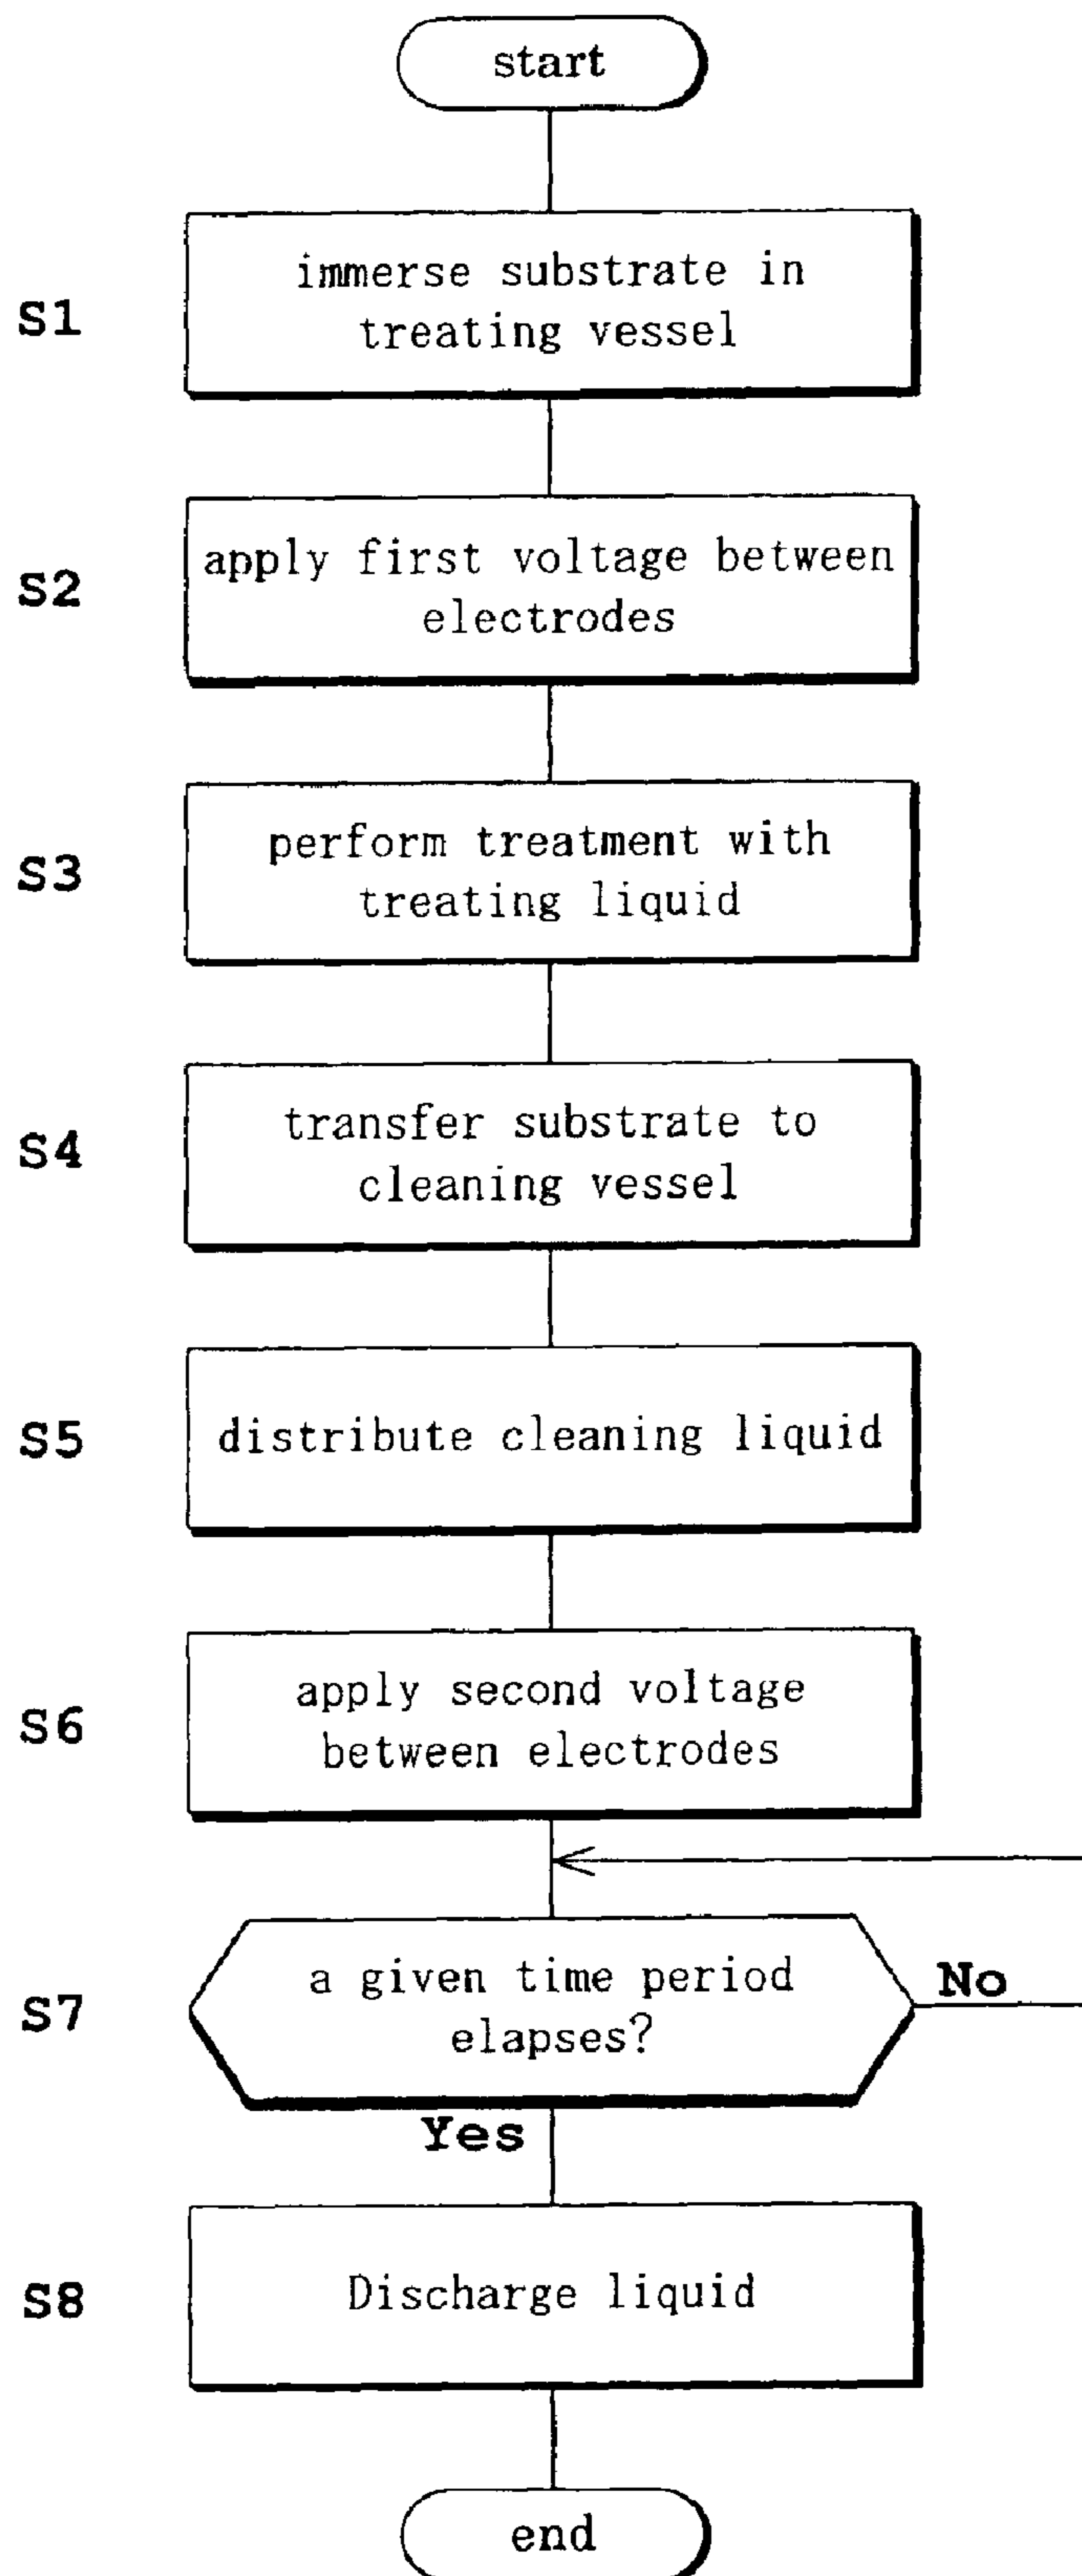 start
S1
immerse substrate in
treating vessel
S2
apply first voltage between
electrodes
S3
perform treatment with
treating liquid
S4
transfer substrate to
cleaning vessel
S5
distribute cleaning liquid
S6
apply second voltage
between electrodes
S7
a given time period
elapses?
No
Yes
S8
Discharge liquid
end